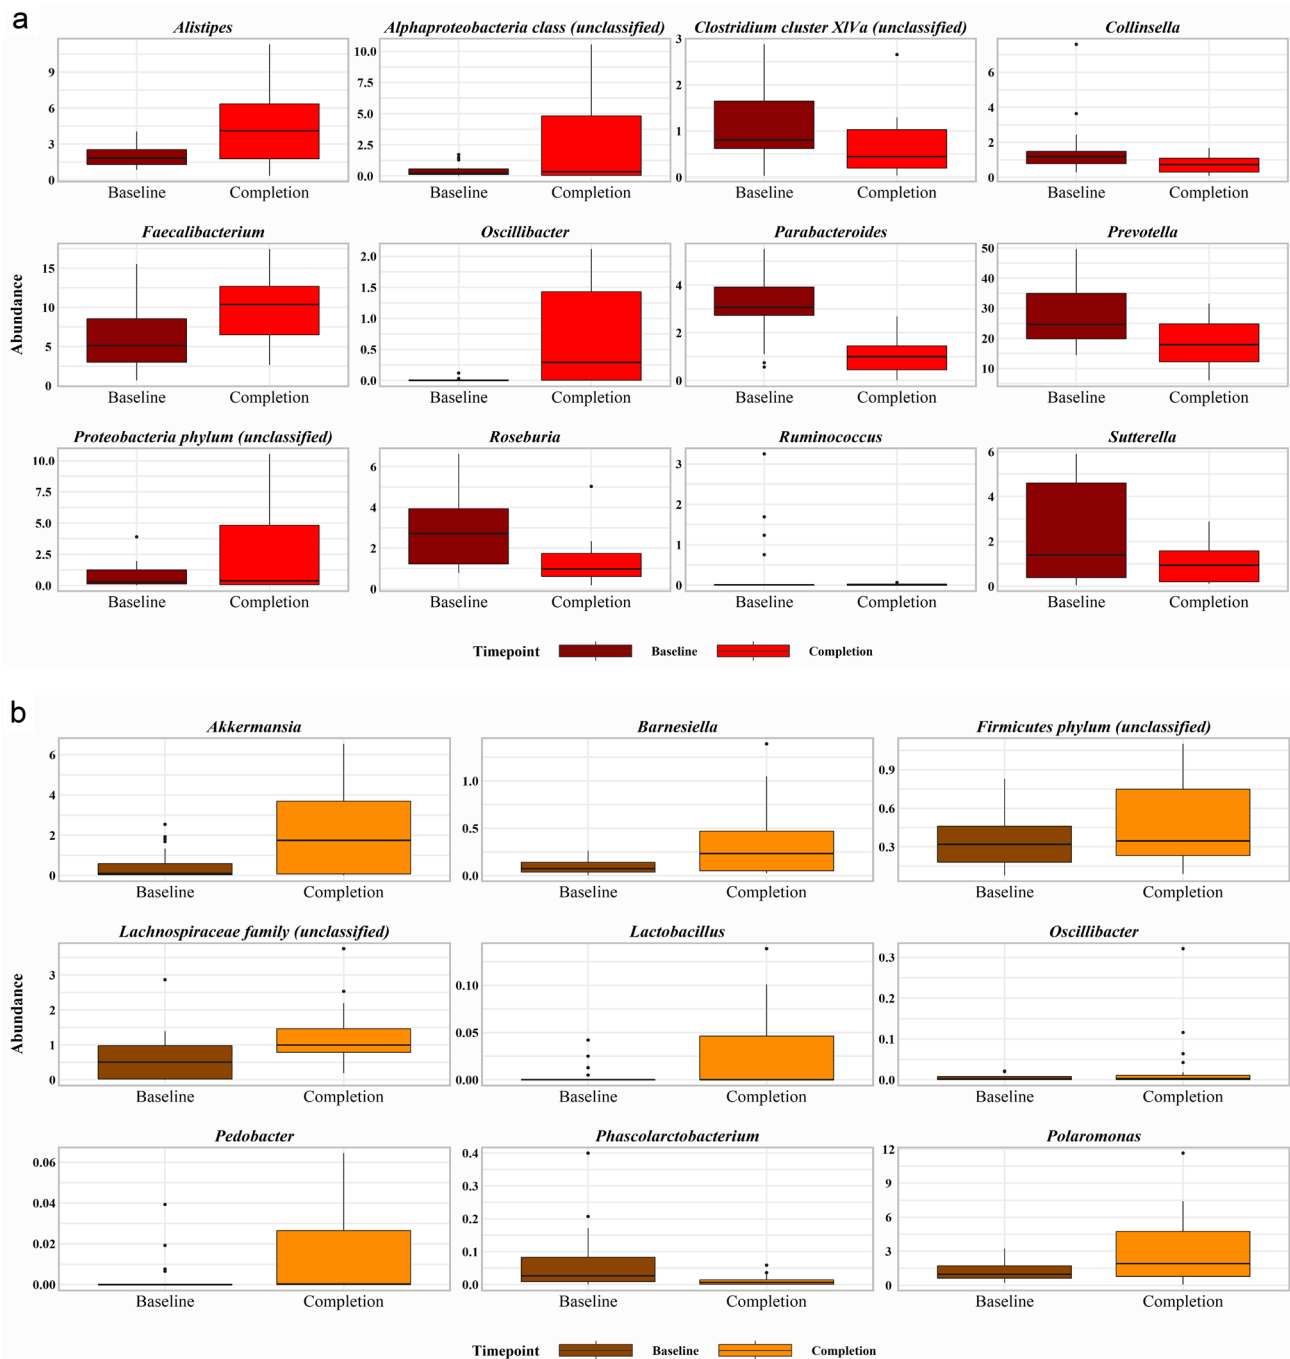 a
Alistipes Alphaproteobacteria class (unclassified) Clostridium cluster XIVa (unclassified) Collinsella
9 10.0 3 6
6 7.5 2 4
3 5.0 1 2
0 2.5 0 0
0.0
Baseline Completion Baseline Completion Baseline Completion Baseline Completion
Faecalibacterium Oscillibacter Parabacteroides Prevotella
Abundance
15 2.0 4 50
10 1.5 2 40
5 1.0 0 30
0 0.5 20
0.0 10
Baseline Completion Baseline Completion Baseline Completion Baseline Completion
Proteobacteria phylum (unclassified) Roseburia Ruminococcus Sutterella
10.0 6 3 6
7.5 4 2 4
5.0 2 1 2
2.5 0 0 0
0.0
Baseline Completion Baseline Completion Baseline Completion Baseline Completion
Timepoint Baseline Completion
b
Akkermansia Barnesiella Firmicutes phylum (unclassified)
6 1.0 0.9
4 0.5 0.6
2 0.0 0.3
0
Baseline Completion Baseline Completion Baseline Completion
Lachnospiraceae family (unclassified) Lactobacillus Oscillibacter
Abundance
3 0.10 0.3
2 0.05 0.2
1 0.00 0.1
0 0.0
Baseline Completion Baseline Completion Baseline Completion
Pedobacter Phascolarctobacterium Polaromonas
0.06 0.4 12
0.04 0.3 9
0.02 0.2 6
0.00 0.1 3
0.0 0
Baseline Completion Baseline Completion Baseline Completion
Timepoint Baseline Completion